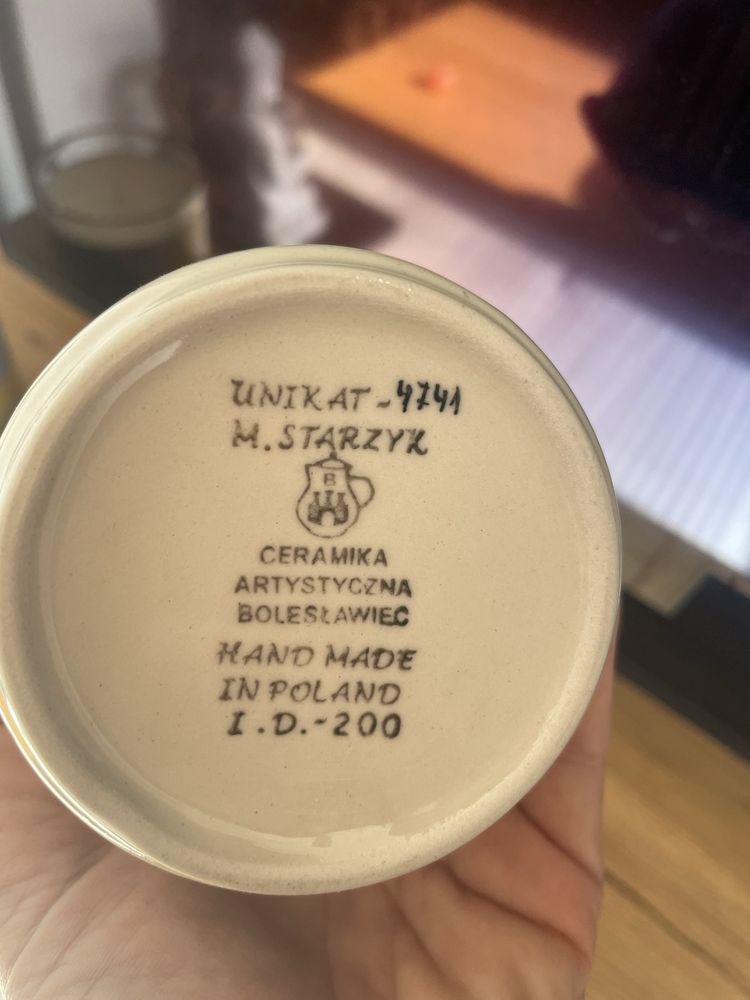 UNIKAT-4741
M. STARZYK
B
CERAMIKA
ARTYSTYCZNA
BOLESŁAWIEC
HAND MADE
IN POLAND
I.D.-200